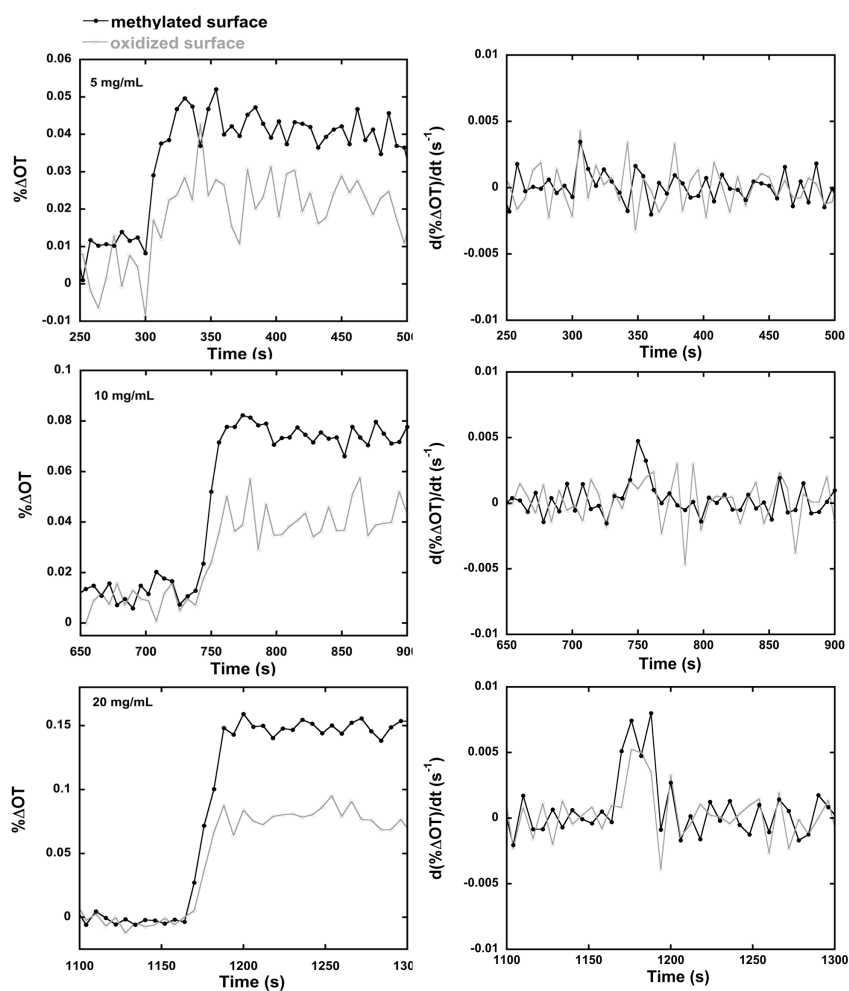 methylated surface
oxidized surface
0.06
0.05
0.04
0.03
0.02
0.01
0
-0.01
%ΔOT
5 mg/mL
250 300 350 400 450 500
Time (s)
0.01
0.005
0
-0.005
-0.01
d(%ΔOT)/dt (s⁻¹)
250 300 350 400 450 500
Time (s)
0.1
0.08
0.06
0.04
0.02
0
%ΔOT
10 mg/mL
650 700 750 800 850 900
Time (s)
0.01
0.005
0
-0.005
-0.01
d(%ΔOT)/dt (s⁻¹)
650 700 750 800 850 900
Time (s)
0.15
0.1
0.05
0
%ΔOT
20 mg/mL
1100 1150 1200 1250 130
Time (s)
0.01
0.005
0
-0.005
-0.01
d(%ΔOT)/dt (s⁻¹)
1100 1150 1200 1250 1300
Time (s)